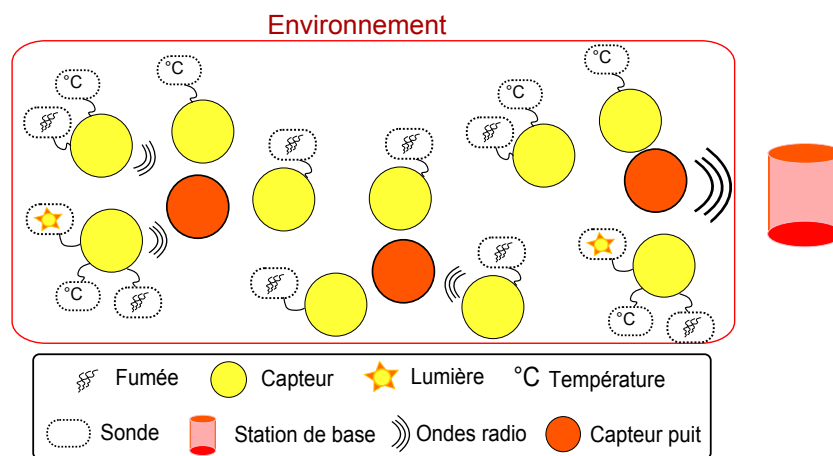 Environnement
°C
°C
°C
°C
°C
°C
Fumée
Capteur
Lumière
°C Température
Sonde
Station de base
Ondes radio
Capteur puit